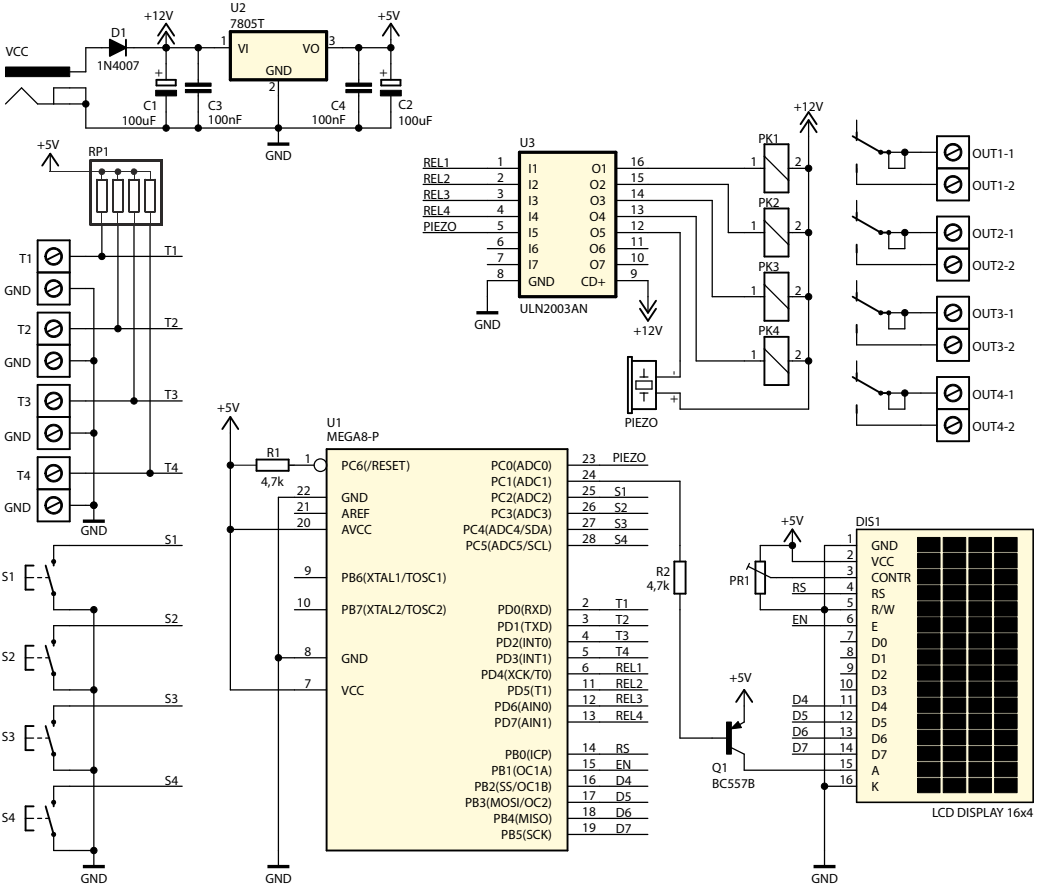 VCC
D1
1N4007
+12V
U2
7805T
1 VI VO 3
GND
2
+5V
+
C1
100uF
C3
100nF
C4
100nF
+
C2
100uF
GND
+5V
RP1
T1 T1
GND
T2 T2
GND
T3 T3
GND
T4 T4
GND
GND
S1
S1
S2
S2
S3
S3
S4
S4
GND
U3
REL1 1 I1 O1 16
REL2 2 I2 O2 15
REL3 3 I3 O3 14
REL4 4 I4 O4 13
PIEZO 5 I5 O5 12
6 I6 O6 11
7 I7 O7 10
8 GND CD+ 9
ULN2003AN
GND
+12V
+12V
PK1
1 2
PK2
1 2
PK3
1 2
PK4
1 2
-
+
PIEZO
OUT1-1
OUT1-2
OUT2-1
OUT2-2
OUT3-1
OUT3-2
OUT4-1
OUT4-2
+5V
R1
4,7k
U1
MEGA8-P
1 PC6(/RESET) PC0(ADC0) 23 PIEZO
PC1(ADC1) 24
22 GND PC2(ADC2) 25 S1
21 AREF PC3(ADC3) 26 S2
20 AVCC PC4(ADC4/SDA) 27 S3
PC5(ADC5/SCL) 28 S4
9 PB6(XTAL1/TOSC1)
10 PB7(XTAL2/TOSC2) PD0(RXD) 2 T1
PD1(TXD) 3 T2
PD2(INT0) 4 T3
8 GND PD3(INT1) 5 T4
PD4(XCK/T0) 6 REL1
7 VCC PD5(T1) 11 REL2
PD6(AIN0) 12 REL3
PD7(AIN1) 13 REL4
PB0(ICP) 14 RS
PB1(OC1A) 15 EN
PB2(SS/OC1B) 16 D4
PB3(MOSI/OC2) 17 D5
PB4(MISO) 18 D6
PB5(SCK) 19 D7
GND
R2
4,7k
+5V
Q1
BC557B
+5V
PR1
DIS1
1 GND
2 VCC
3 CONTR
RS 4 RS
5 R/W
EN 6 E
7 D0
8 D1
9 D2
10 D3
D4 11 D4
D5 12 D5
D6 13 D6
D7 14 D7
15 A
16 K
LCD DISPLAY 16x4
GND